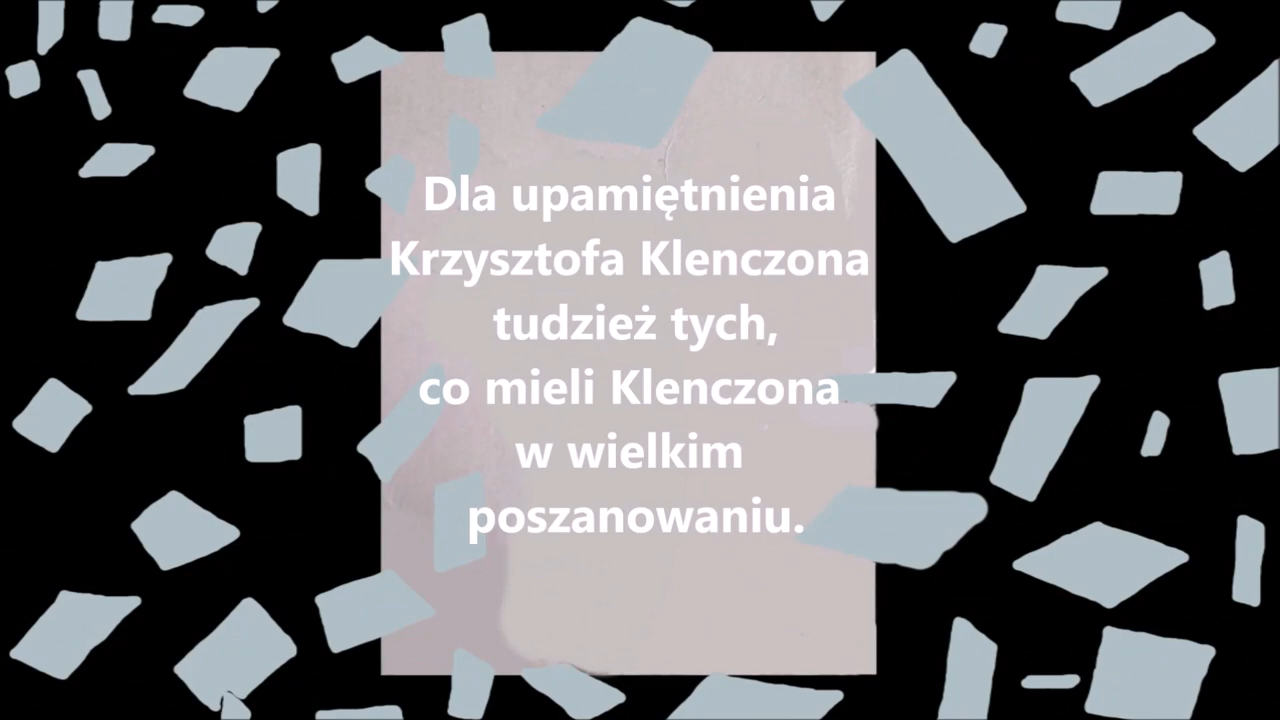 Dla upamiętnienia
Krzysztofa Klenczona
tudzież tych,
co mieli Klenczona
w wielkim
poszanowaniu.